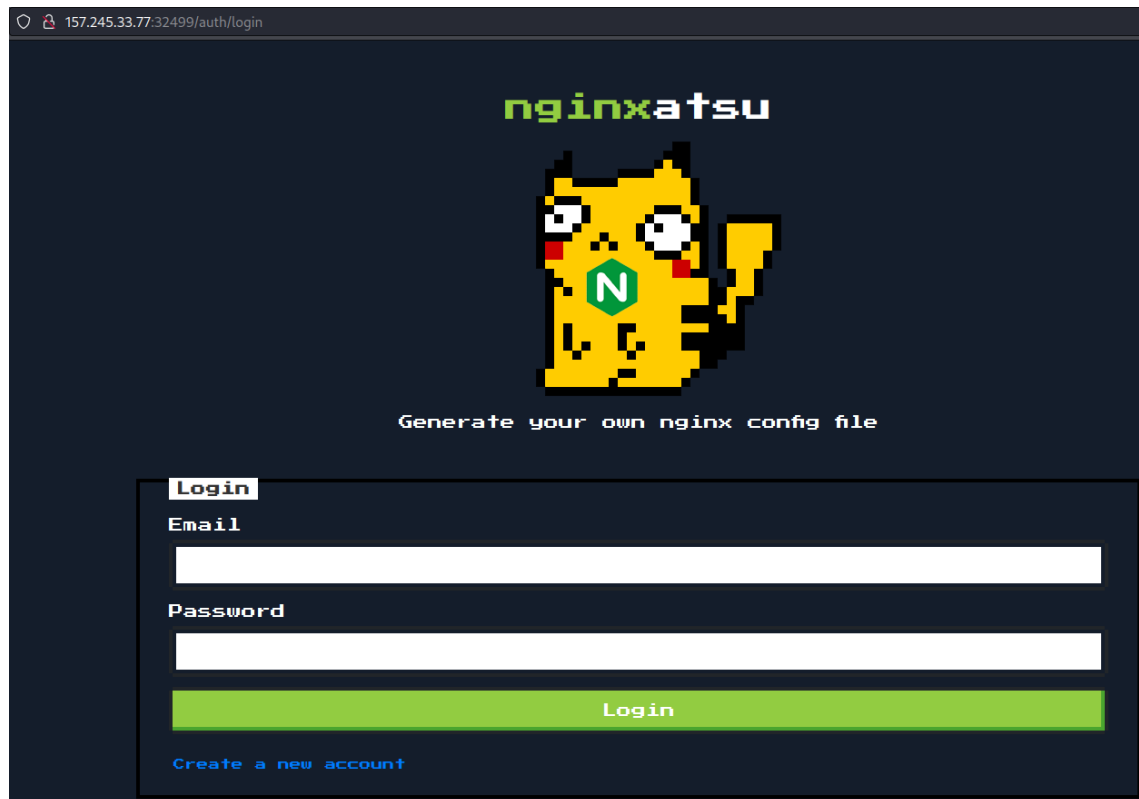 157.245.33.77:32499/auth/login
nginxatsu
N
Generate your own nginx config file
Login
Email
Password
Login
Create a new account